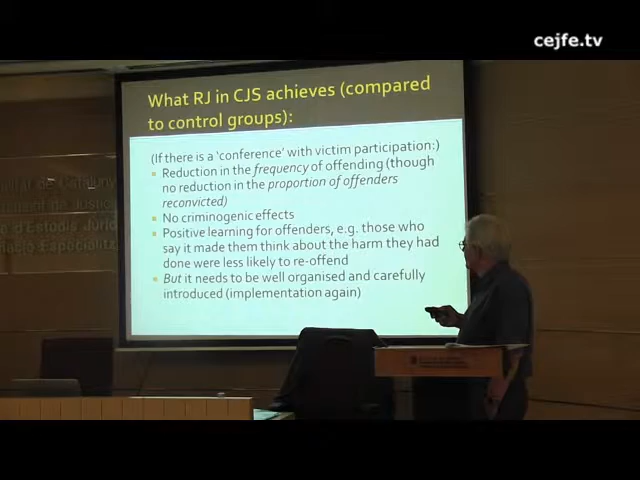 cejfe.tv
What RJ in CJS achieves (compared
to control groups):
(If there is a 'conference' with victim participation:)
Reduction in the frequency of offending (though
no reduction in the proportion of offenders
reconvicted)
No criminogenic effects
Positive learning for offenders, e.g. those who
say it made them think about the harm they had
done were less likely to re-offend
But it needs to be well organised and carefully
introduced (implementation again)
de Catalunya